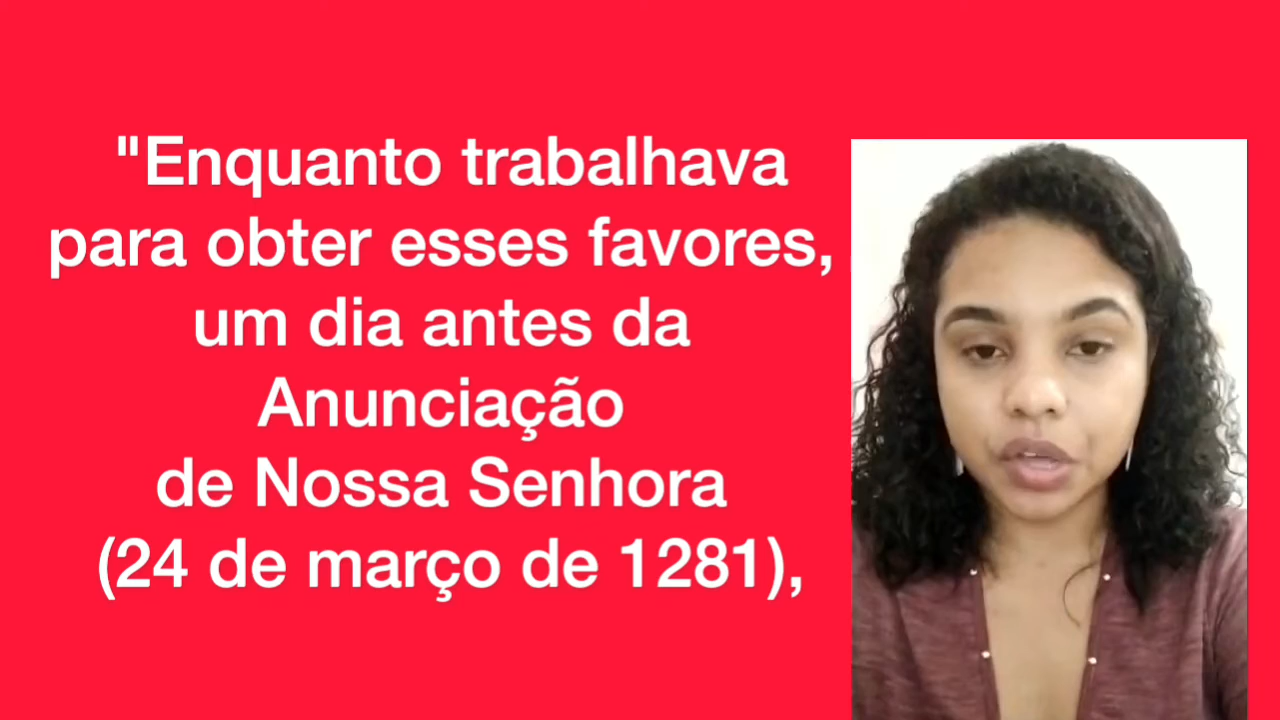 "Enquanto trabalhava
para obter esses favores,
um dia antes da
Anunciação
de Nossa Senhora
(24 de março de 1281),